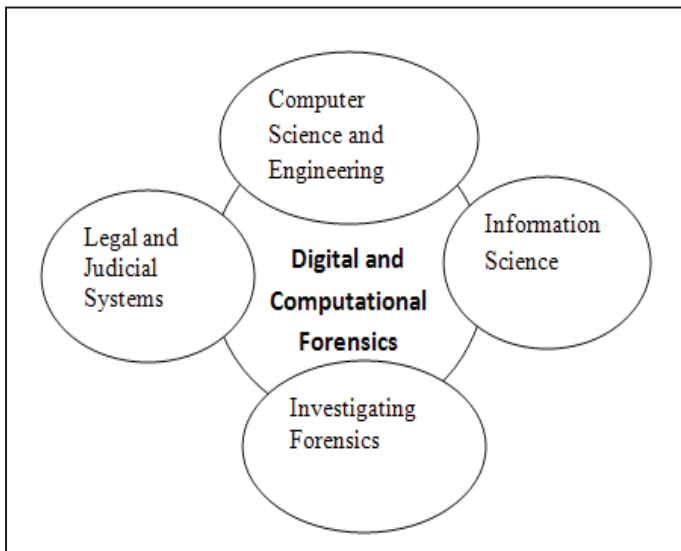 Computer
Science and
Engineering
Legal and
Judicial
Systems
Digital and
Computational
Forensics
Information
Science
Investigating
Forensics